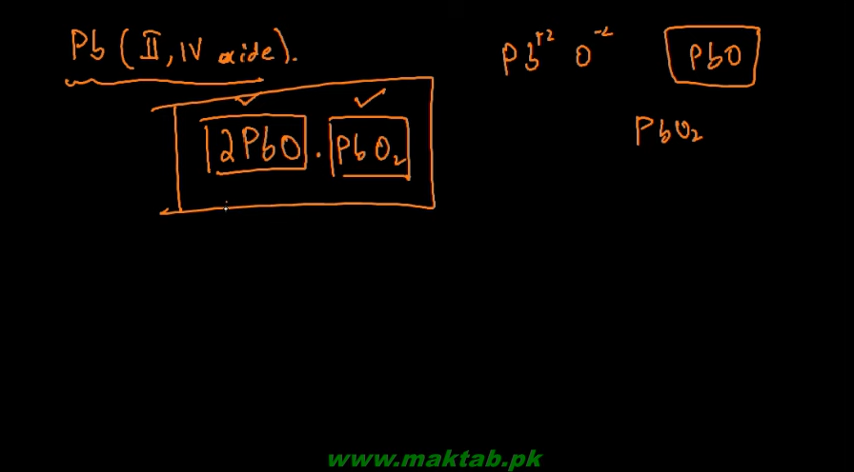 Pb (II, IV oxide).
Pb⁺² O⁻² PbO
2PbO . PbO₂
PbO₂
www.maktab.pk